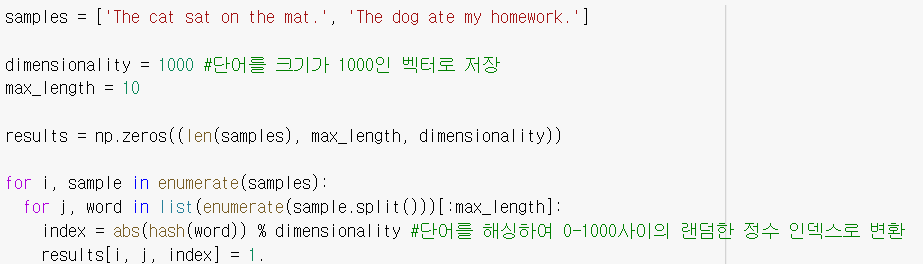 samples = ['The cat sat on the mat.', 'The dog ate my homework.']
dimensionality = 1000 #단어를 크기가 1000인 벡터로 저장
max_length = 10
results = np.zeros((len(samples), max_length, dimensionality))
for i, sample in enumerate(samples):
for j, word in list(enumerate(sample.split()))[:max_length]:
index = abs(hash(word)) % dimensionality #단어를 해싱하여 0-1000사이의 랜덤한 정수 인덱스로 변환
results[i, j, index] = 1.